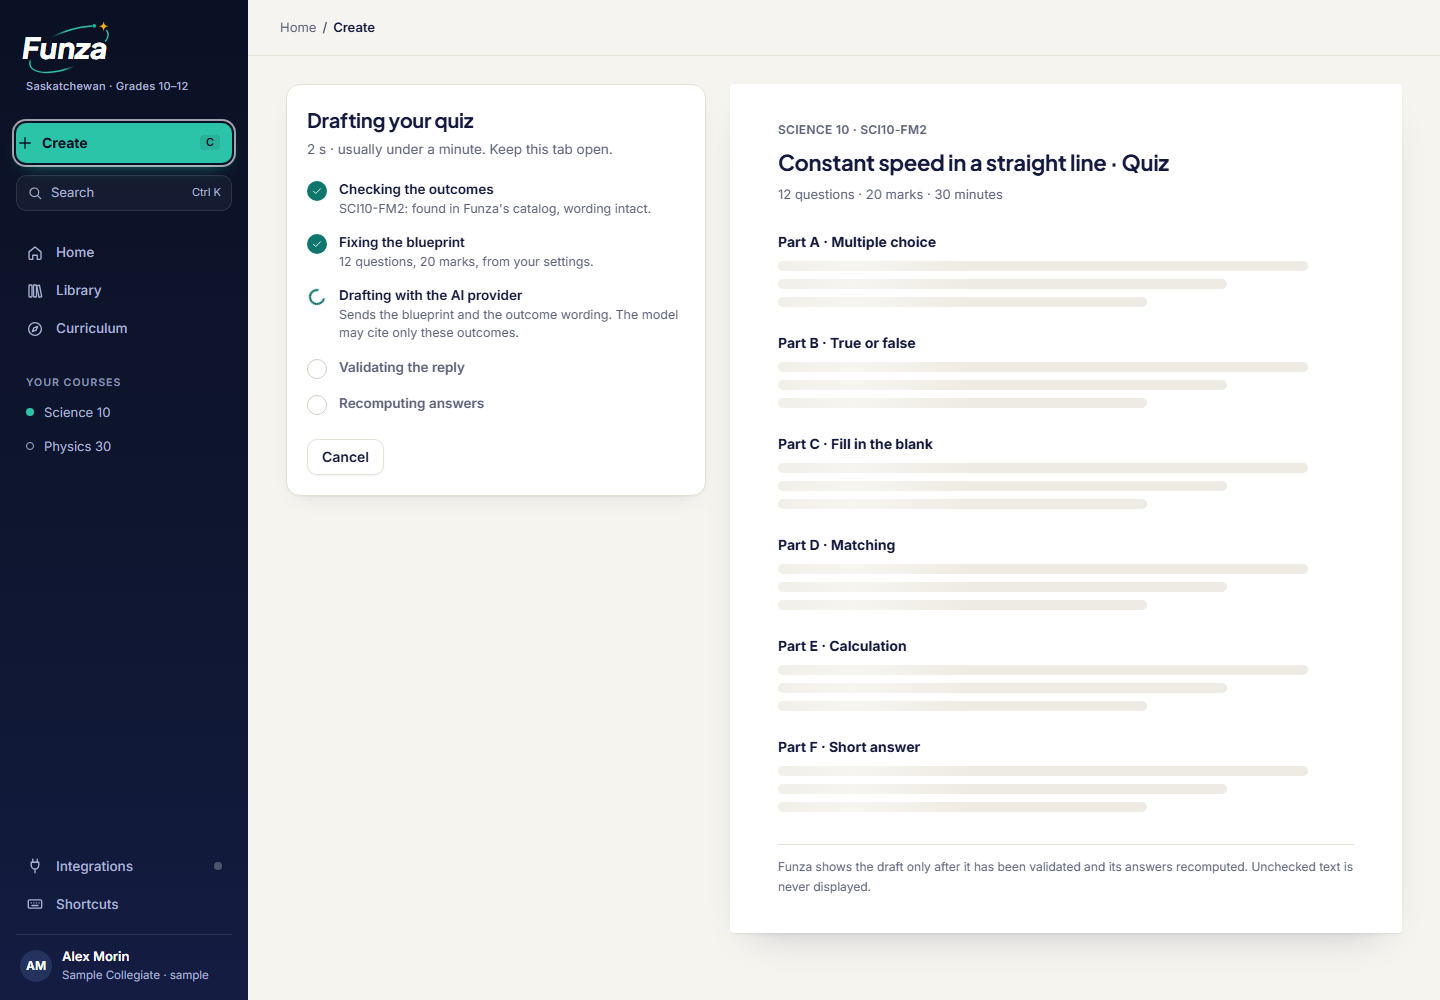 Funza
Saskatchewan · Grades 10–12
Create
C
Search
Ctrl K
Home
Library
Curriculum
YOUR COURSES
Science 10
Physics 30
Integrations
Shortcuts
AM
Alex Morin
Sample Collegiate · sample
Home / Create
Drafting your quiz
2 s · usually under a minute. Keep this tab open.
Checking the outcomes
SCI10-FM2: found in Funza's catalog, wording intact.
Fixing the blueprint
12 questions, 20 marks, from your settings.
Drafting with the AI provider
Sends the blueprint and the outcome wording. The model
may cite only these outcomes.
Validating the reply
Recomputing answers
Cancel
SCIENCE 10 · SCI10-FM2
Constant speed in a straight line · Quiz
12 questions · 20 marks · 30 minutes
Part A · Multiple choice
Part B · True or false
Part C · Fill in the blank
Part D · Matching
Part E · Calculation
Part F · Short answer
Funza shows the draft only after it has been validated and its answers recomputed. Unchecked text is
never displayed.